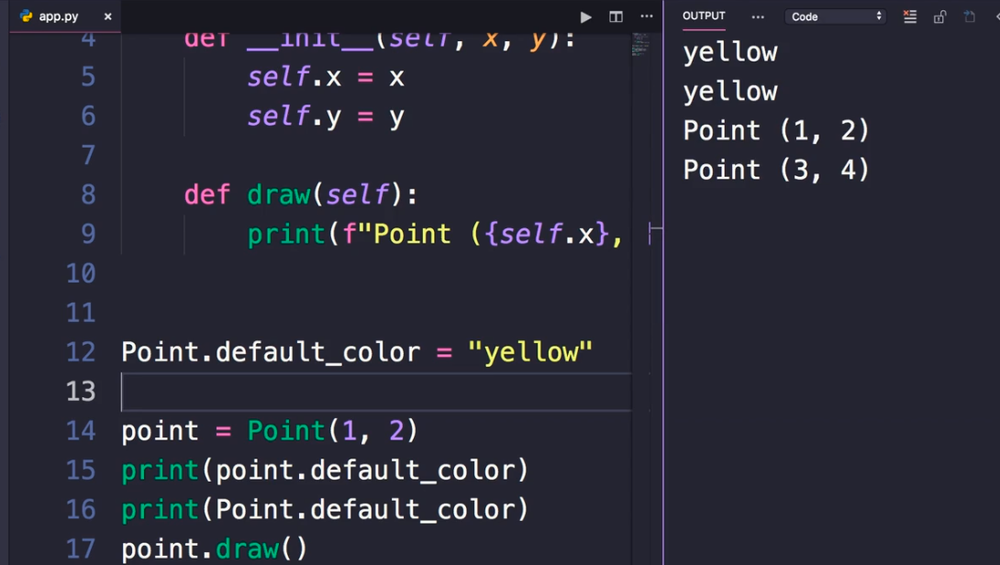 app.py
4 def __init__(self, x, y):
5 self.x = x
6 self.y = y
7
8 def draw(self):
9 print(f"Point ({self.x},
10
11
12 Point.default_color = "yellow"
13
14 point = Point(1, 2)
15 print(point.default_color)
16 print(Point.default_color)
17 point.draw()
OUTPUT
Code
yellow
yellow
Point (1, 2)
Point (3, 4)